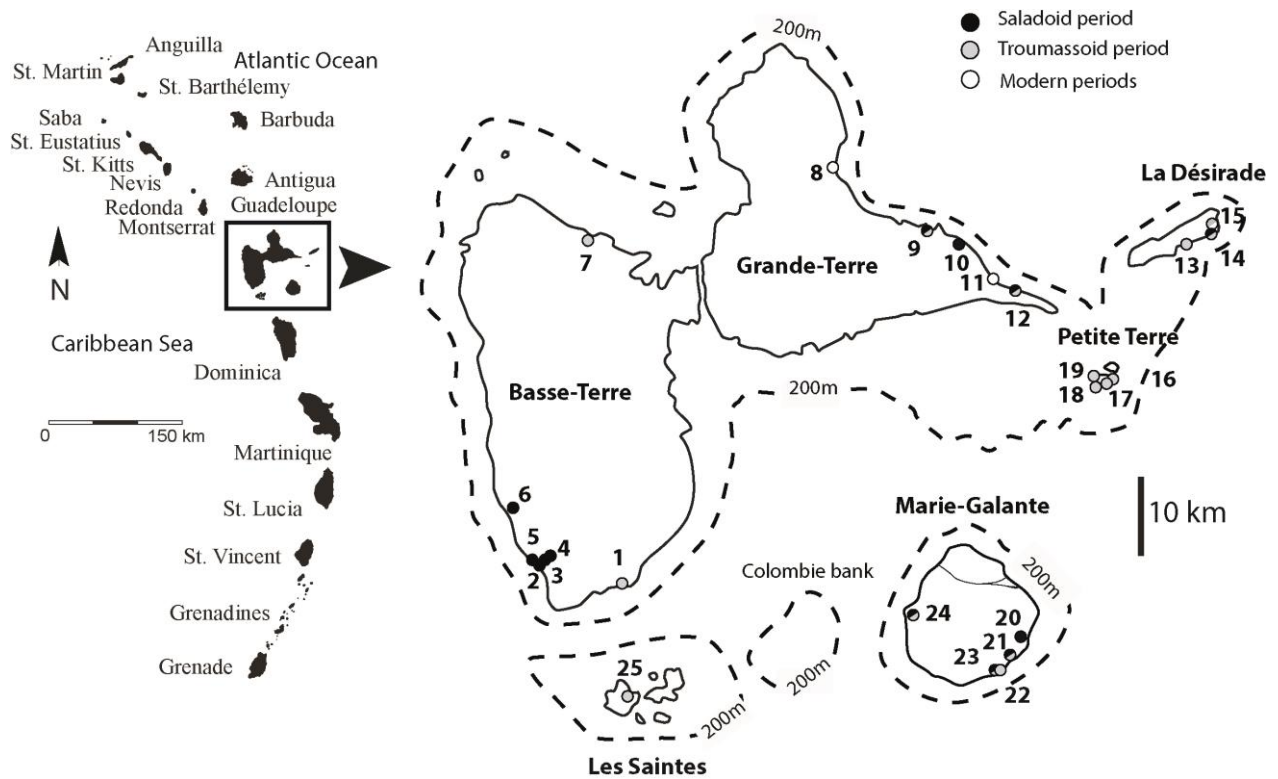 Anguilla
Atlantic Ocean
St. Martin
St. Barthélemy
Saba
Barbuda
St. Eustatius
St. Kitts
Nevis
Antigua
Redonda
Guadeloupe
Montserrat
N
Caribbean Sea
Dominica
0 150 km
Martinique
St. Lucia
St. Vincent
Grenadines
Grenade
200m
Saladoid period
Troumassoid period
Modern periods
8
La Désirade
15
7
9
10
13
14
Grande-Terre
11
12
Petite Terre
19
16
18
17
Basse-Terre
200m
6
5
4
2
3
1
Marie-Galante
10 km
Colombie bank
200m
24
20
21
23
22
25
200m
200m
Les Saintes